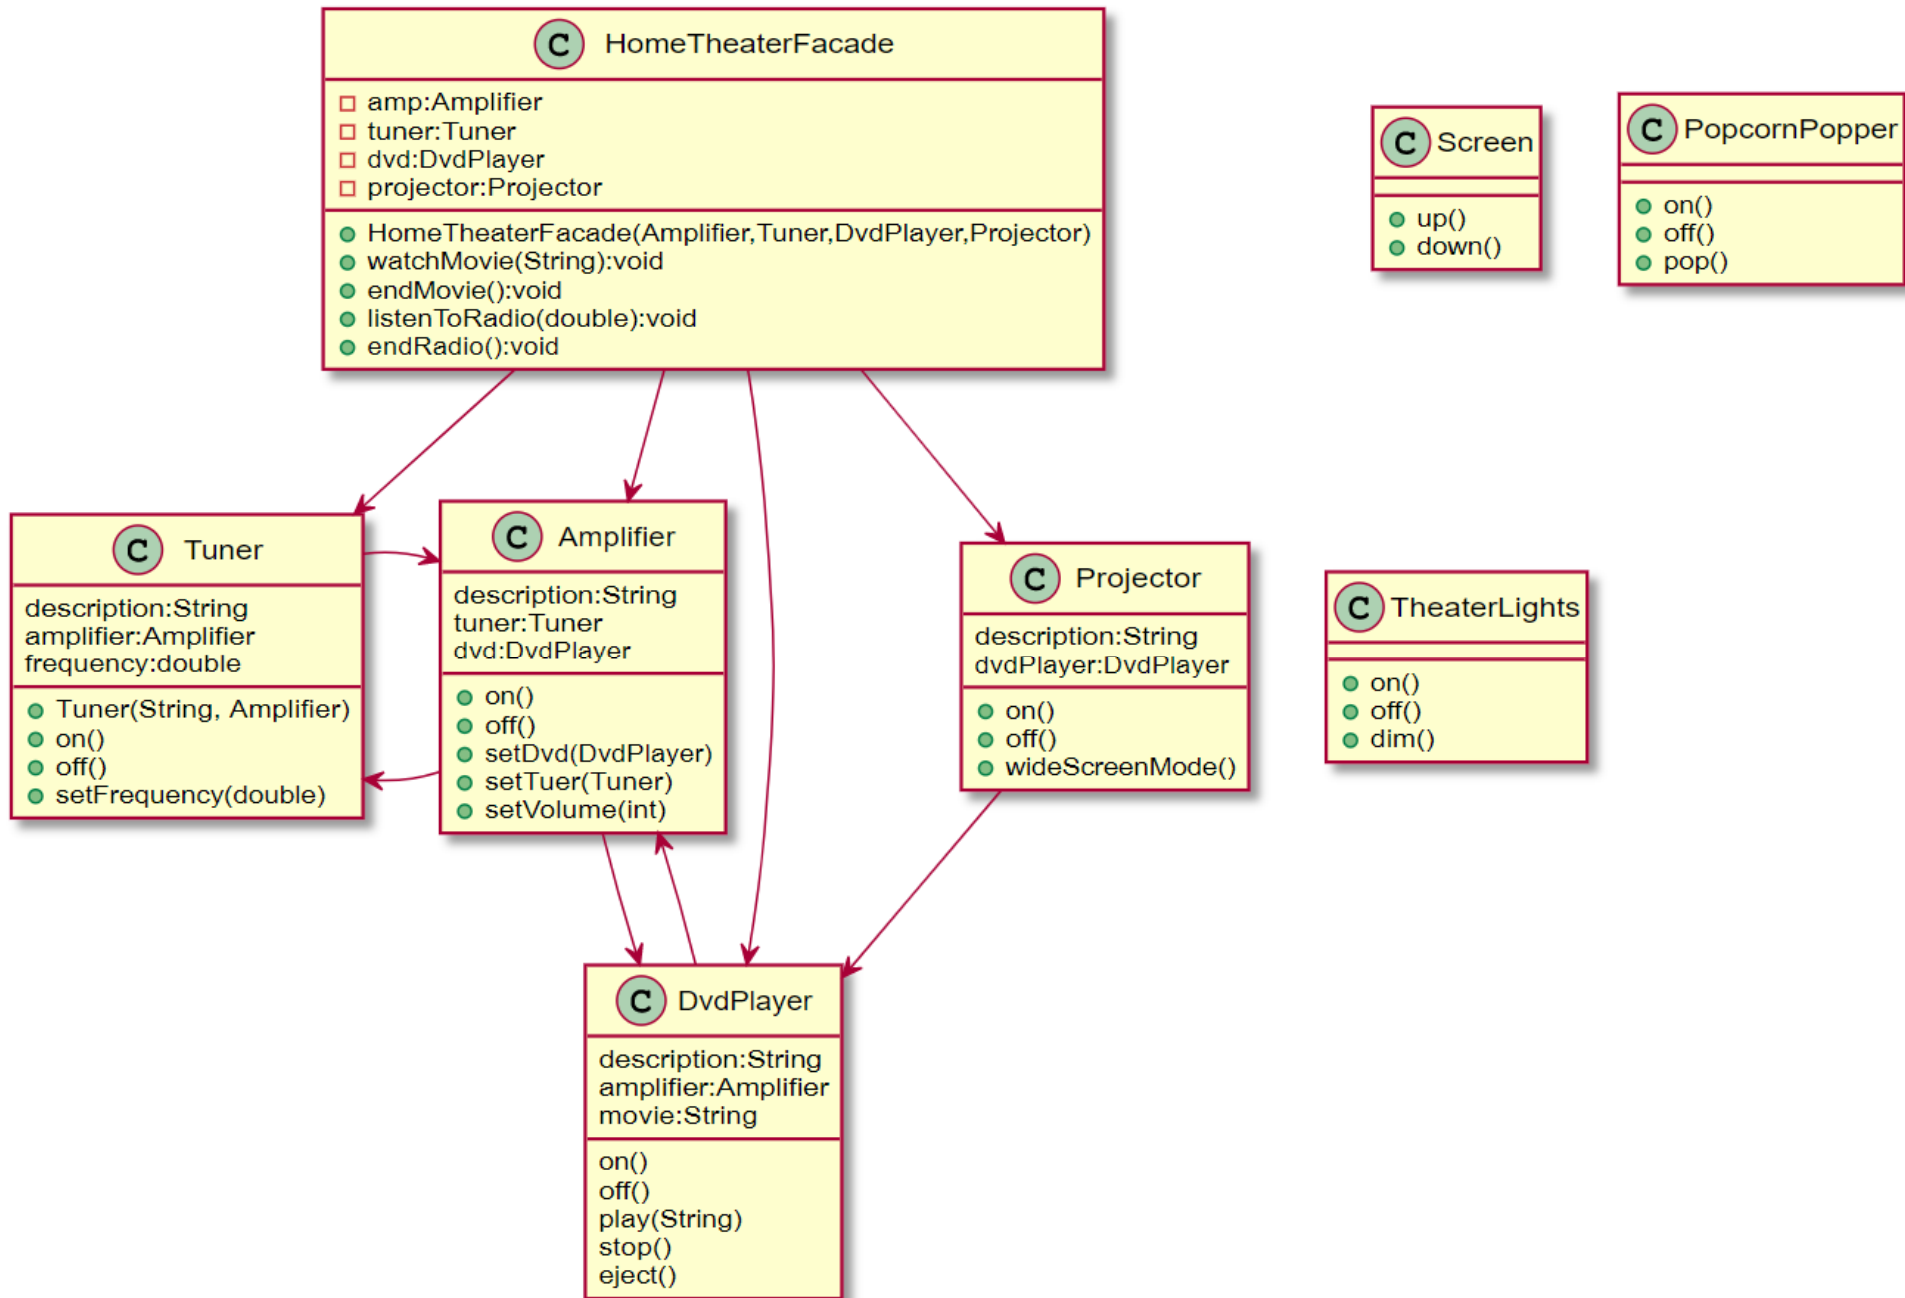 C HomeTheaterFacade
amp:Amplifier
tuner:Tuner
dvd:DvdPlayer
projector:Projector
HomeTheaterFacade(Amplifier,Tuner,DvdPlayer,Projector)
watchMovie(String):void
endMovie():void
listenToRadio(double):void
endRadio():void
C Screen
up()
down()
C PopcornPopper
on()
off()
pop()
C Tuner
description:String
amplifier:Amplifier
frequency:double
Tuner(String, Amplifier)
on()
off()
setFrequency(double)
C Amplifier
description:String
tuner:Tuner
dvd:DvdPlayer
on()
off()
setDvd(DvdPlayer)
setTuer(Tuner)
setVolume(int)
C Projector
description:String
dvdPlayer:DvdPlayer
on()
off()
wideScreenMode()
C TheaterLights
on()
off()
dim()
C DvdPlayer
description:String
amplifier:Amplifier
movie:String
on()
off()
play(String)
stop()
eject()